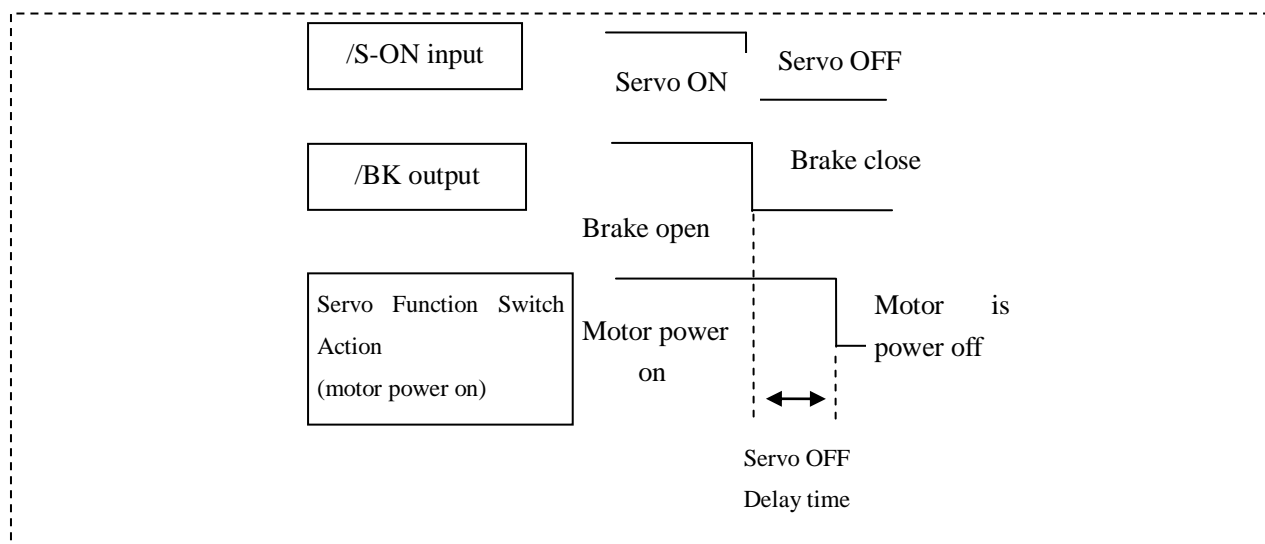 /S-ON input
Servo ON
Servo OFF
/BK output
Brake open
Brake close
Servo Function Switch
Action
(motor power on)
Motor power
on
Motor is
power off
Servo OFF
Delay time